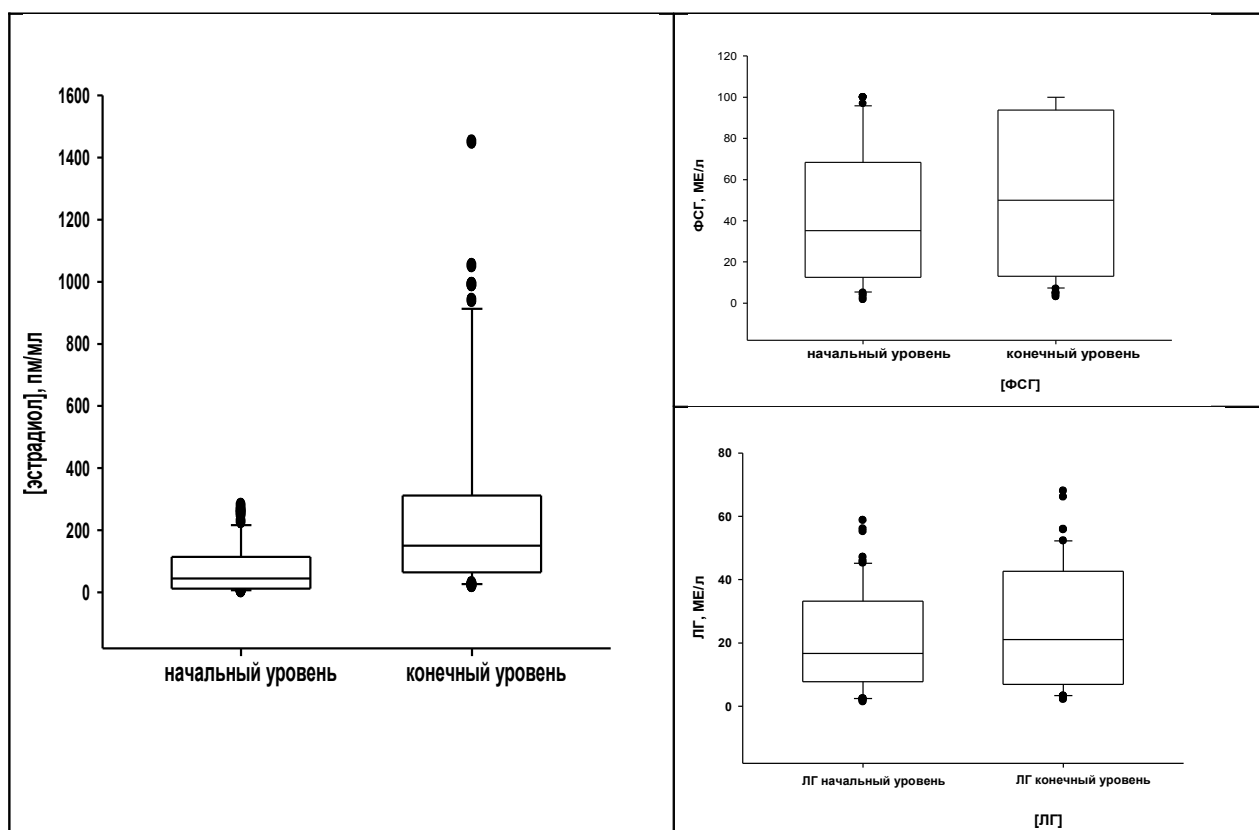 [эстрадиол], пм/мл
1600
1400
1200
1000
800
600
400
200
0
начальный уровень конечный уровень
ФСГ, МЕ/л
120
100
80
60
40
20
0
начальный уровень конечный уровень
[ФСГ]
ЛГ, МЕ/л
80
60
40
20
0
ЛГ начальный уровень ЛГ конечный уровень
[ЛГ]